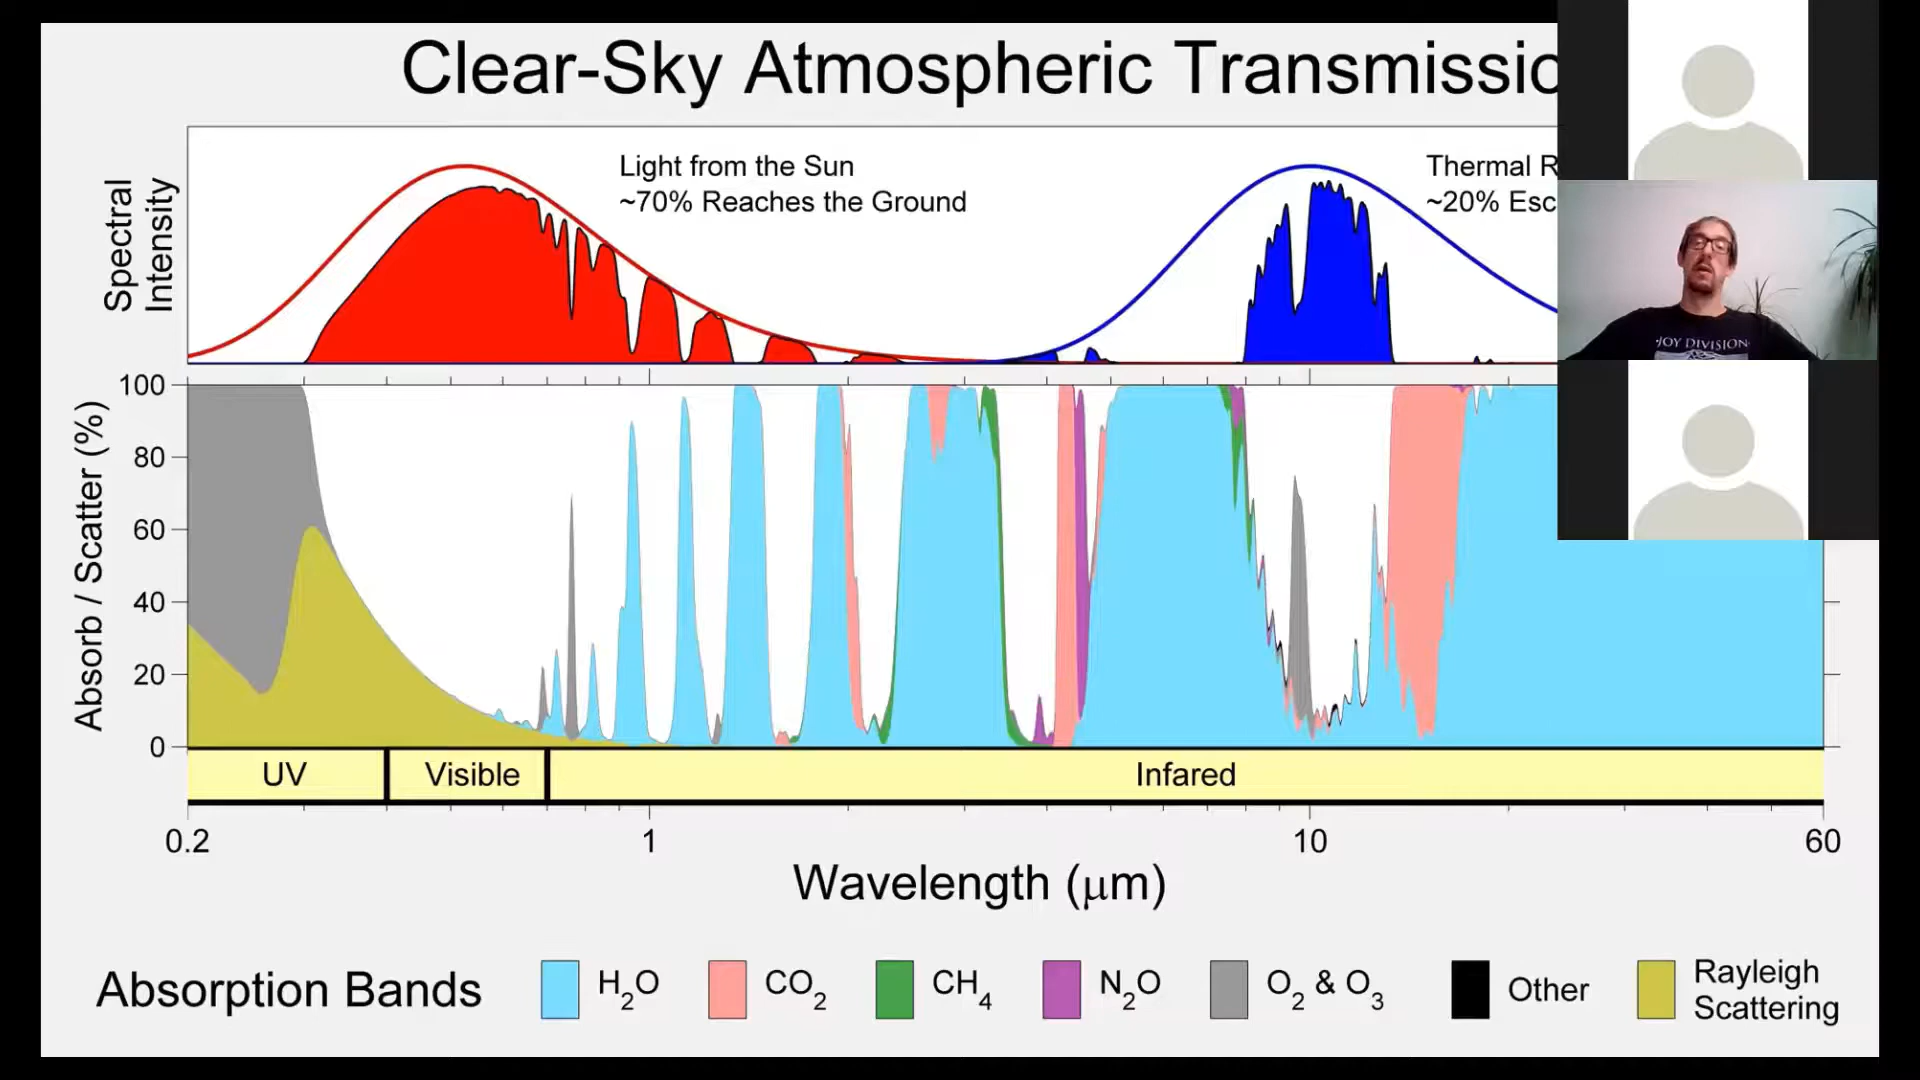 Clear-Sky Atmospheric Transmissio
Spectral
Intensity
Light from the Sun
~70% Reaches the Ground
Thermal R
~20% Esc
JOY DIVISION
Absorb / Scatter (%)
100
80
60
40
20
0
UV
Visible
Infared
0.2
1
10
60
Wavelength (μm)
Absorption Bands
H2O
CO2
CH4
N2O
O2 & O3
Other
Rayleigh
Scattering